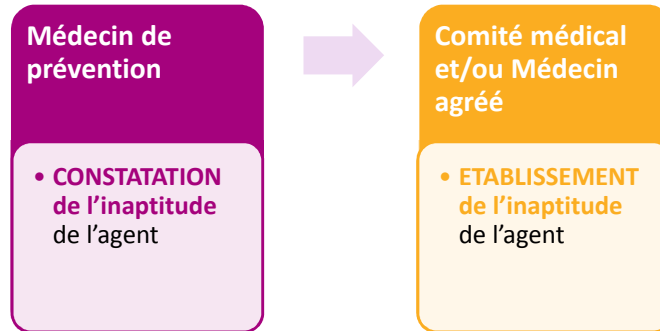 Médecin de
prévention
• CONSTATATION
de l’inaptitude
de l’agent
Comité médical
et/ou Médecin
agréé
• ETABLISSEMENT
de l’inaptitude
de l’agent